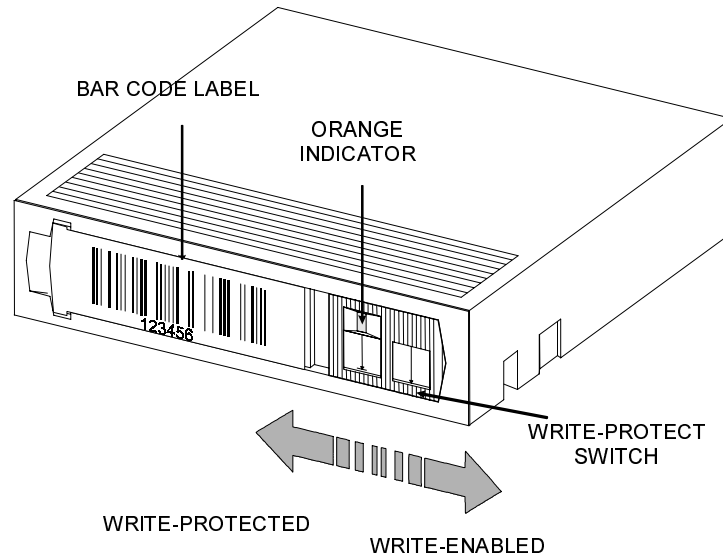 BAR CODE LABEL
ORANGE
INDICATOR
123456
WRITE-PROTECT
SWITCH
WRITE-PROTECTED
WRITE-ENABLED